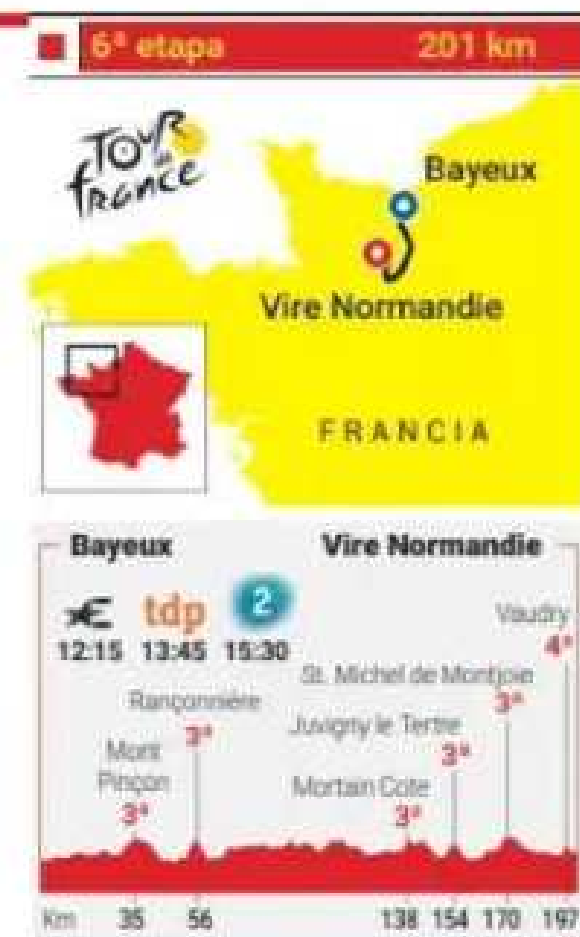 6ª etapa 201 km
TOUR de france
Bayeux
Vire Normandie
FRANCIA
Bayeux Vire Normandie
tdp 2
12:15 13:45 15:30
Vaudry
4ª
St. Michel de Montjoie
3ª
Rançonnière
3ª
Juvigny le Tertre
3ª
Mont
Pinçon
3ª
Mortain Cote
3ª
Km 35 56 138 154 170 197